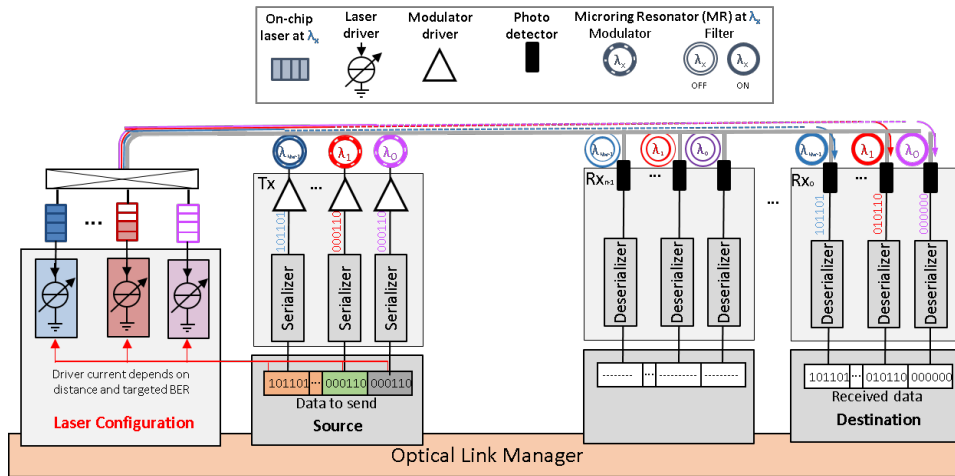 On-chip
laser at λx
Laser
driver
Modulator
driver
Photo
detector
Microring Resonator (MR) at λx
Modulator
Filter
λx
λx
λx
OFF
ON
λ1
λ0
λ1
λ0
λ1
λ0
Tx
...
Rxn-1
...
...
Rx0
...
...
101101
000110
000110
101101
010110
000000
Serializer
Serializer
Serializer
Deserializer
Deserializer
Deserializer
Deserializer
Deserializer
Deserializer
Driver current depends on
distance and targeted BER
Laser Configuration
101101 ... 000110 000110
Data to send
Source
------- ... ------- -------
101101 ... 010110 000000
Received data
Destination
Optical Link Manager